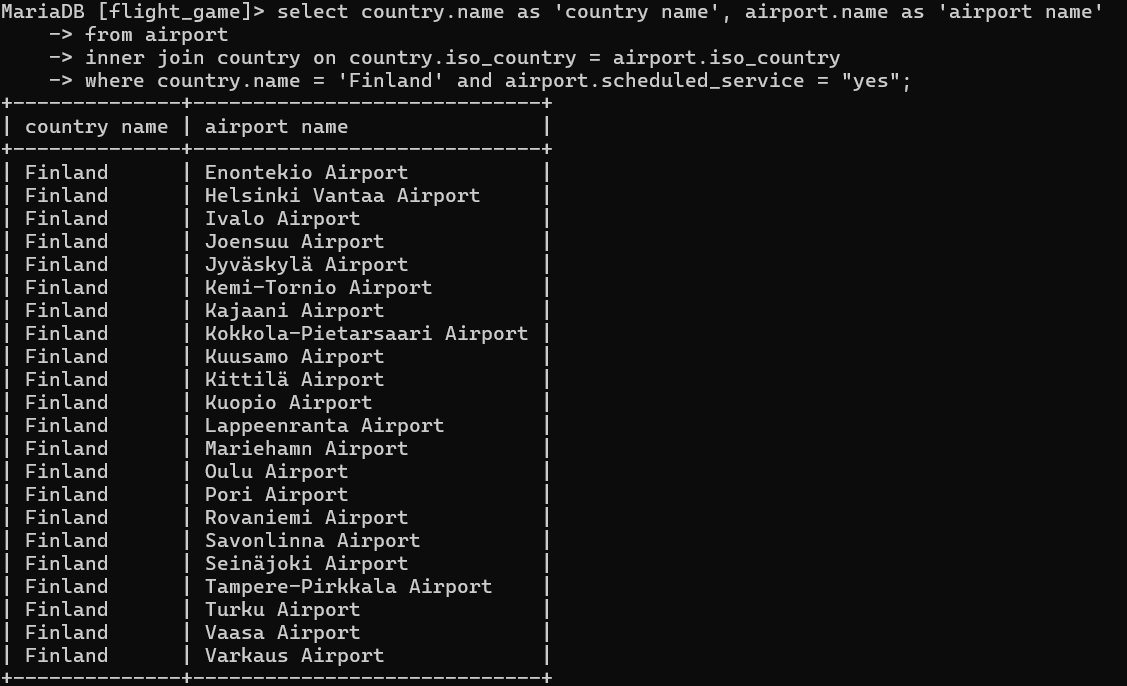 MariaDB [flight_game]> select country.name as 'country name', airport.name as 'airport name'
    -> from airport
    -> inner join country on country.iso_country = airport.iso_country
    -> where country.name = 'Finland' and airport.scheduled_service = "yes";
+--------------+-----------------------------+
| country name | airport name                |
+--------------+-----------------------------+
| Finland      | Enontekio Airport           |
| Finland      | Helsinki Vantaa Airport     |
| Finland      | Ivalo Airport               |
| Finland      | Joensuu Airport             |
| Finland      | Jyväskylä Airport           |
| Finland      | Kemi-Tornio Airport         |
| Finland      | Kajaani Airport             |
| Finland      | Kokkola-Pietarsaari Airport |
| Finland      | Kuusamo Airport             |
| Finland      | Kittilä Airport             |
| Finland      | Kuopio Airport              |
| Finland      | Lappeenranta Airport        |
| Finland      | Mariehamn Airport           |
| Finland      | Oulu Airport                |
| Finland      | Pori Airport                |
| Finland      | Rovaniemi Airport           |
| Finland      | Savonlinna Airport          |
| Finland      | Seinäjoki Airport           |
| Finland      | Tampere-Pirkkala Airport    |
| Finland      | Turku Airport               |
| Finland      | Vaasa Airport               |
| Finland      | Varkaus Airport             |
+--------------+-----------------------------+